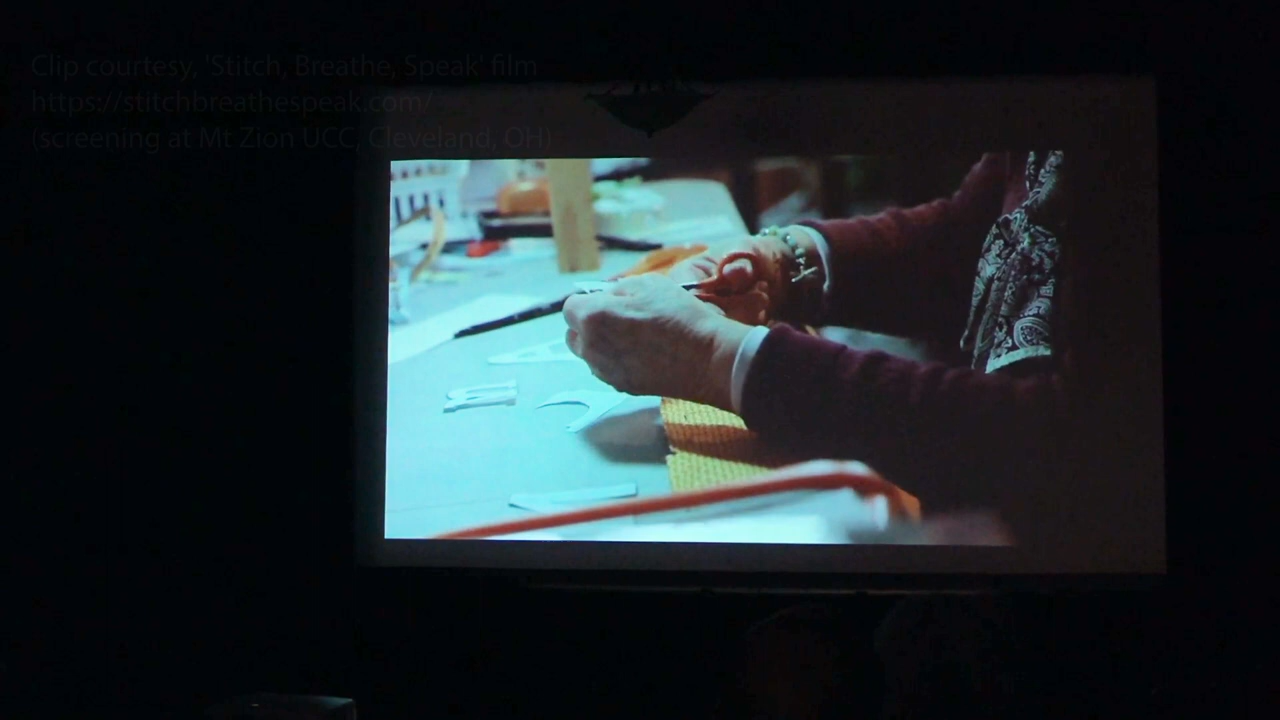 Clip courtesy, 'Stitch, Breathe, Speak' film
https://stitchbreathespeak.com/
(screening at Mt Zion UCC, Cleveland, OH)